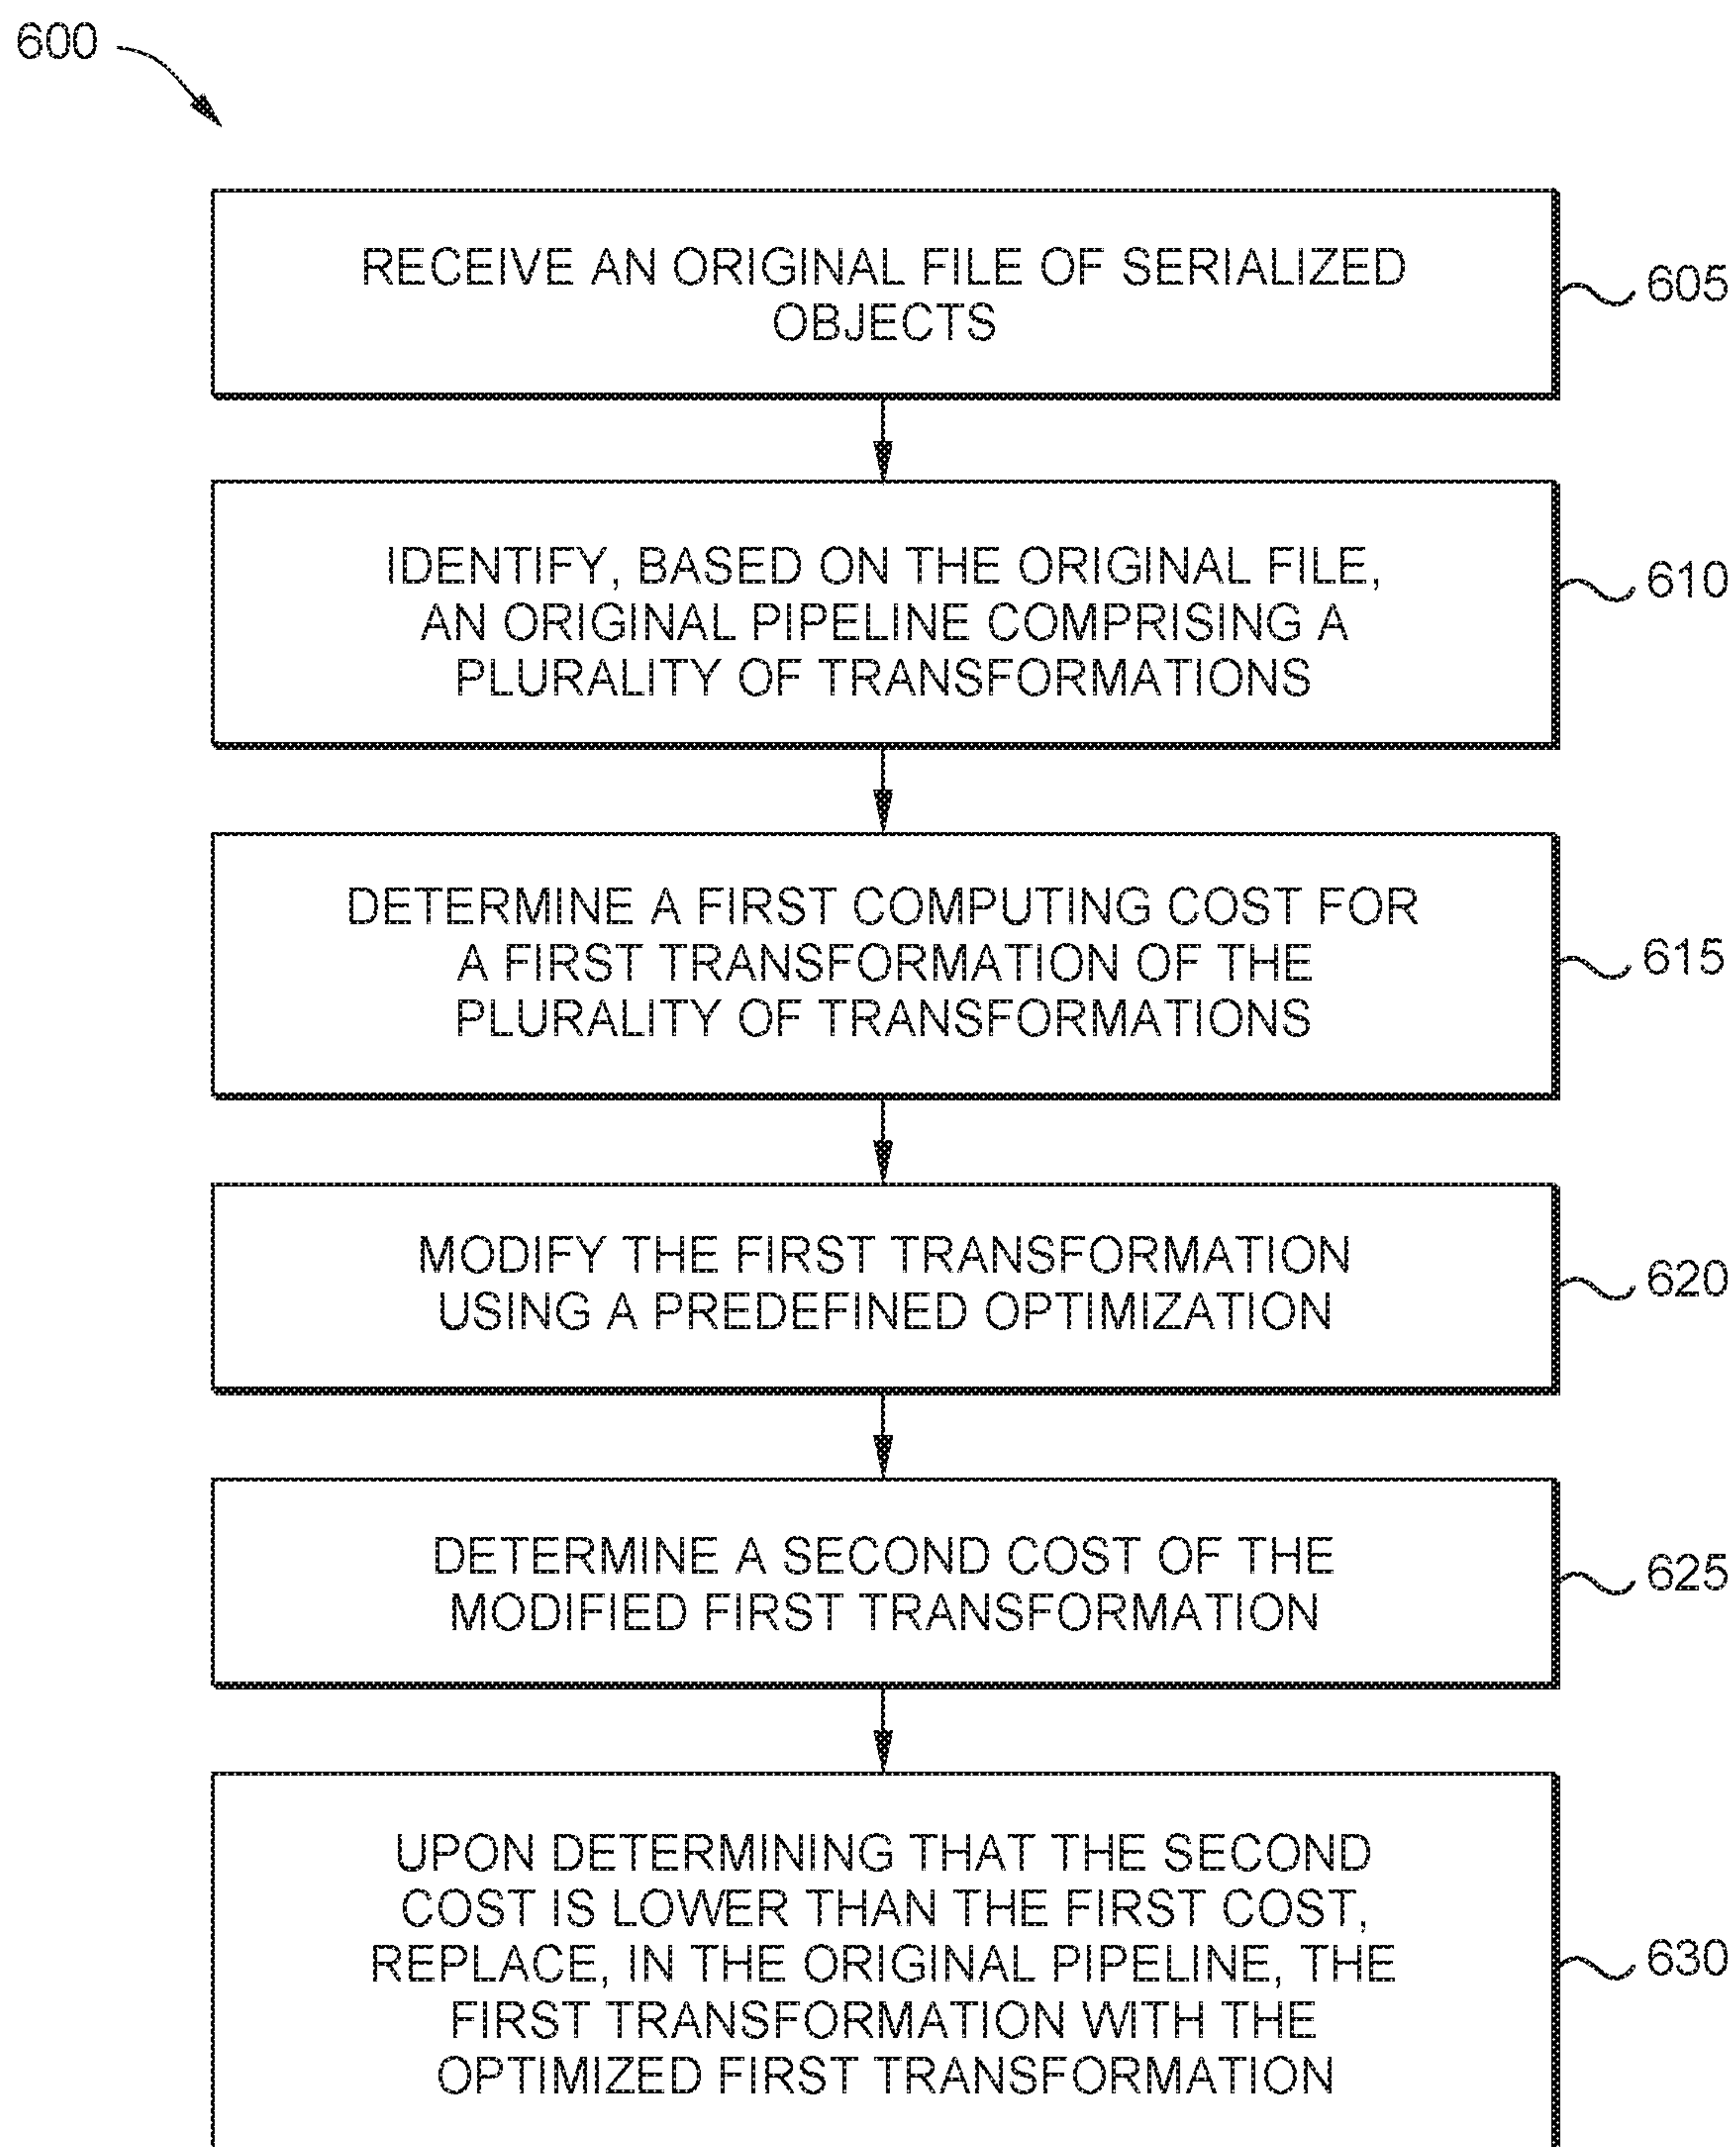 600
RECEIVE AN ORIGINAL FILE OF SERIALIZED
OBJECTS
605
IDENTIFY, BASED ON THE ORIGINAL FILE,
AN ORIGINAL PIPELINE COMPRISING A
PLURALITY OF TRANSFORMATIONS
610
DETERMINE A FIRST COMPUTING COST FOR
A FIRST TRANSFORMATION OF THE
PLURALITY OF TRANSFORMATIONS
615
MODIFY THE FIRST TRANSFORMATION
USING A PREDEFINED OPTIMIZATION
620
DETERMINE A SECOND COST OF THE
MODIFIED FIRST TRANSFORMATION
625
UPON DETERMINING THAT THE SECOND
COST IS LOWER THAN THE FIRST COST,
REPLACE, IN THE ORIGINAL PIPELINE, THE
FIRST TRANSFORMATION WITH THE
OPTIMIZED FIRST TRANSFORMATION
630